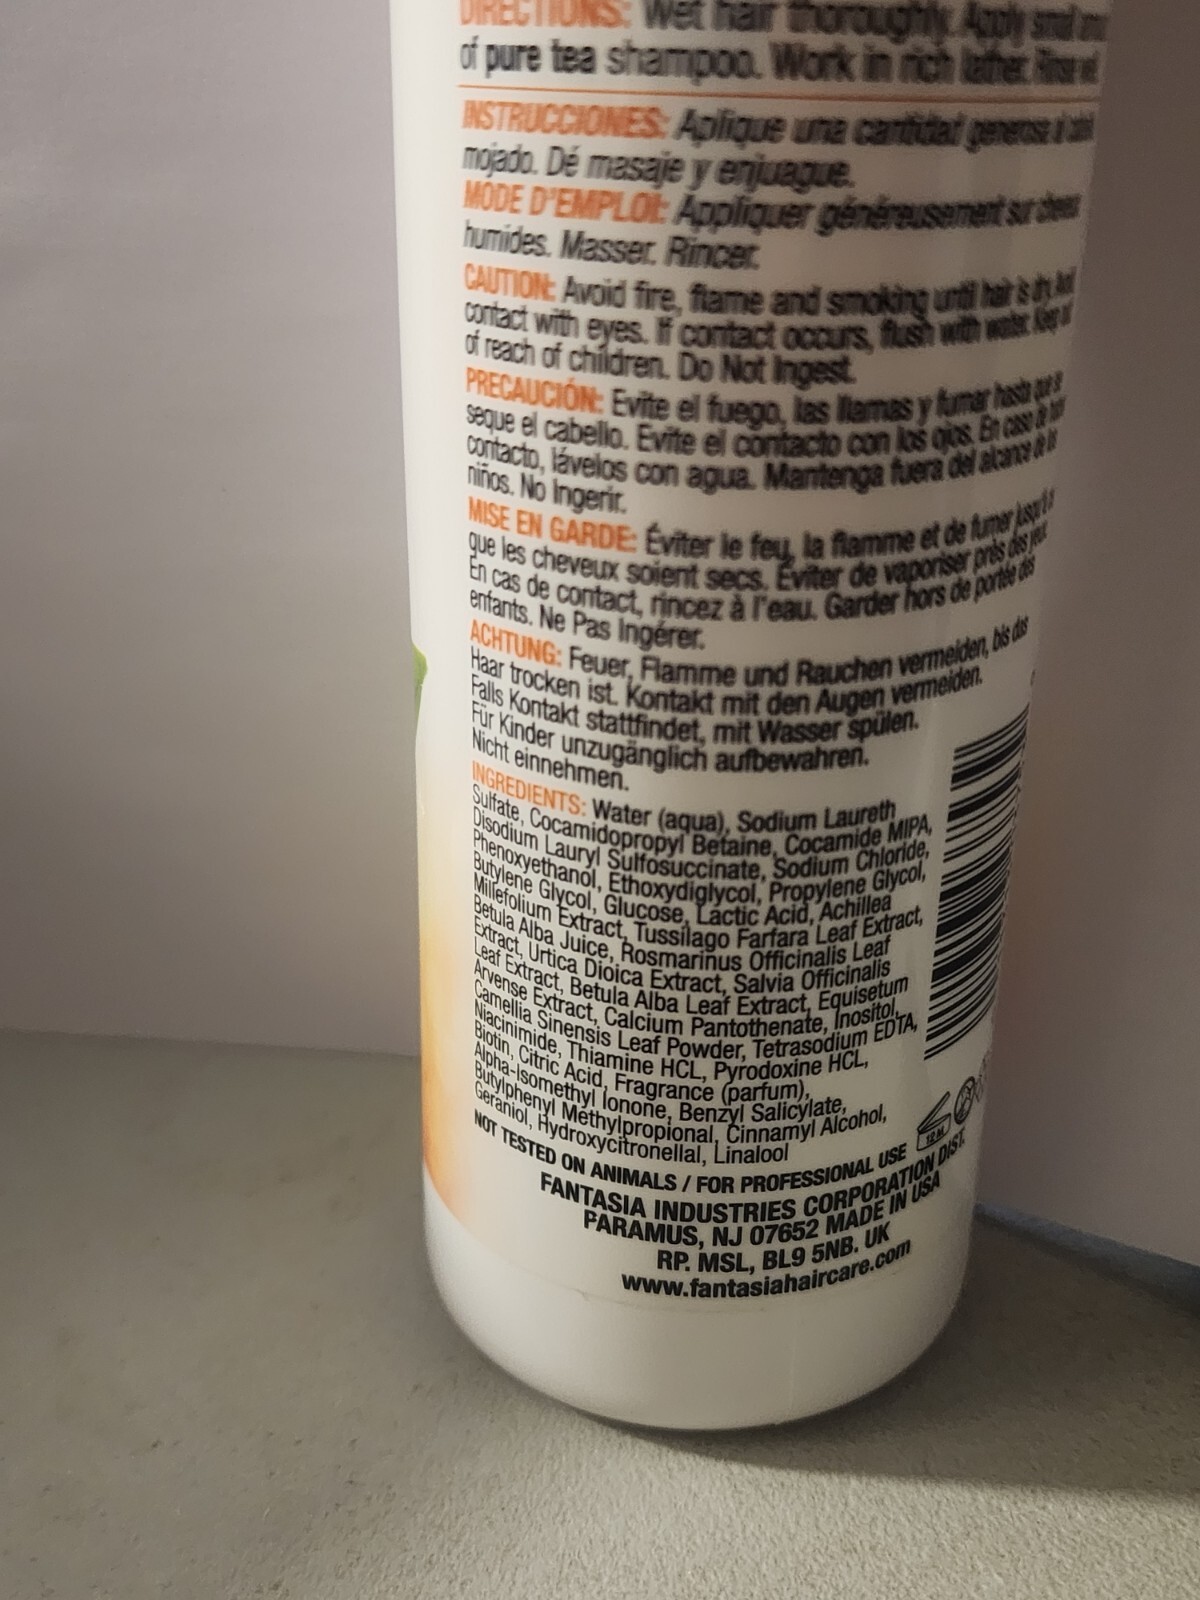 DIRECTIONS: Wet hair thoroughly. Apply small
of pure tea shampoo. Work in rich lather. Rinse
INSTRUCCIONES: Aplique una cantidad generosa al
mojado. Dé masaje y enjuague.
MODE D'EMPLOI: Appliquer généreusement sur cheveux
humides. Masser. Rincer.
CAUTION: Avoid fire, flame and smoking until hair is dry.
contact with eyes. If contact occurs, flush with water. Keep
of reach of children. Do Not Ingest.
PRECAUCIÓN: Evite el fuego, las llamas y fumar hasta que se
seque el cabello. Evite el contacto con los ojos. En caso de
contacto, lávelos con agua. Mantenga fuera del alcance de los
niños. No Ingerir.
MISE EN GARDE: Éviter le feu, la flamme et de fumer jusqu'à
que les cheveux soient secs. Éviter de vaporiser près des yeux.
En cas de contact, rincez à l'eau. Garder hors de portée des
enfants. Ne Pas Ingérer.
ACHTUNG: Feuer, Flamme und Rauchen vermeiden, bis das
Haar trocken ist. Kontakt mit den Augen vermeiden.
Falls Kontakt stattfindet, mit Wasser spülen.
Für Kinder unzugänglich aufbewahren.
Nicht einnehmen.
INGREDIENTS: Water (aqua), Sodium Laureth
Sulfate, Cocamidopropyl Betaine, Cocamide MIPA,
Disodium Lauryl Sulfosuccinate, Sodium Chloride,
Phenoxyethanol, Ethoxydiglycol, Propylene Glycol,
Butylene Glycol, Glucose, Lactic Acid, Achillea
Millefolium Extract, Tussilago Farfara Leaf Extract,
Betula Alba Juice, Rosmarinus Officinalis Leaf
Extract, Urtica Dioica Extract, Salvia Officinalis
Leaf Extract, Betula Alba Leaf Extract, Equisetum
Arvense Extract, Calcium Pantothenate, Inositol,
Camellia Sinensis Leaf Powder, Tetrasodium EDTA,
Niacinimide, Thiamine HCL, Pyrodoxine HCL,
Biotin, Citric Acid, Fragrance (parfum),
Alpha-Isomethyl Ionone, Benzyl Salicylate,
Butylphenyl Methylpropional, Cinnamyl Alcohol,
Geraniol, Hydroxycitronellal, Linalool
12 M
NOT TESTED ON ANIMALS / FOR PROFESSIONAL USE
FANTASIA INDUSTRIES CORPORATION DIST.
PARAMUS, NJ 07652 MADE IN USA
RP. MSL, BL9 5NB. UK
www.fantasiahaircare.com